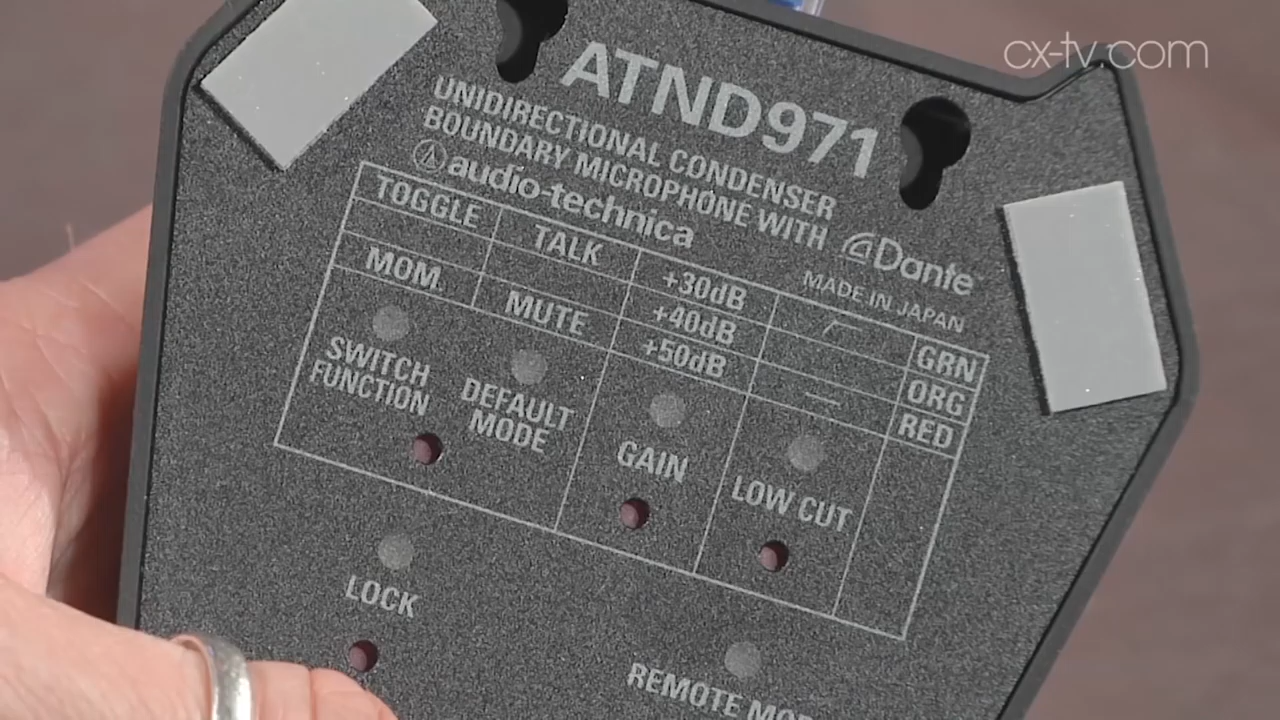 cx-tv.com
ATND971
UNIDIRECTIONAL CONDENSER
BOUNDARY MICROPHONE WITH Dante
audio-technica
MADE IN JAPAN
TOGGLE TALK +30dB GRN
+40dB ORG
MOM. MUTE +50dB RED
SWITCH
FUNCTION
DEFAULT
MODE
GAIN
LOW CUT
LOCK
REMOTE